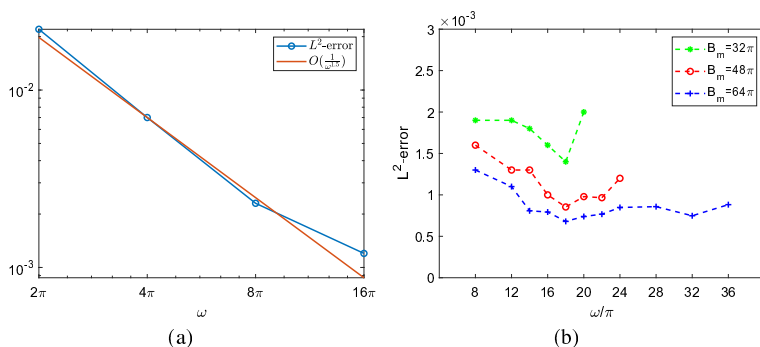 L²-error
O(1/ω^1.5)
10⁻²
10⁻³
2π 4π 8π 16π
ω
(a)
×10⁻³
B_m=32π
B_m=48π
B_m=64π
3
2.5
2
1.5
1
0.5
0
L²-error
8 12 16 20 24 28 32 36
ω/π
(b)